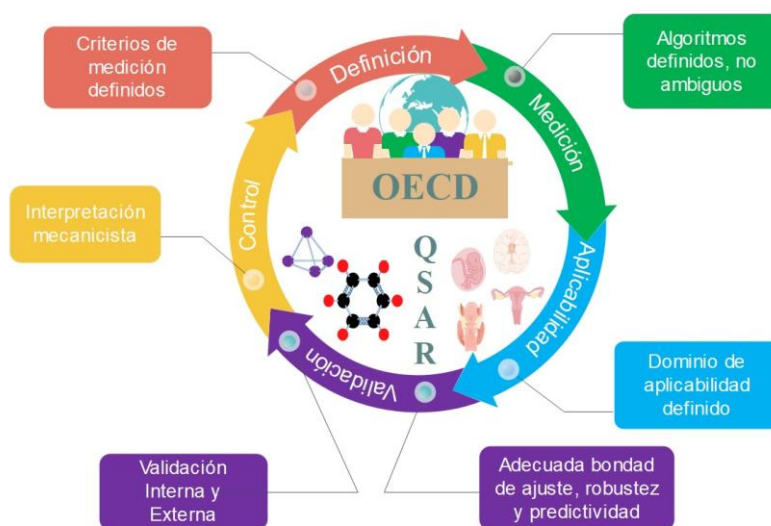 Criterios de
medición
definidos
Definición
Algoritmos
definidos, no
ambiguos
Medición
OECD
Interpretación
mecanicista
Control
Q
S
A
R
Aplicabilidad
Dominio de
aplicabilidad
definido
Validación
Validación
Interna y
Externa
Adecuada bondad
de ajuste, robustez
y predictividad